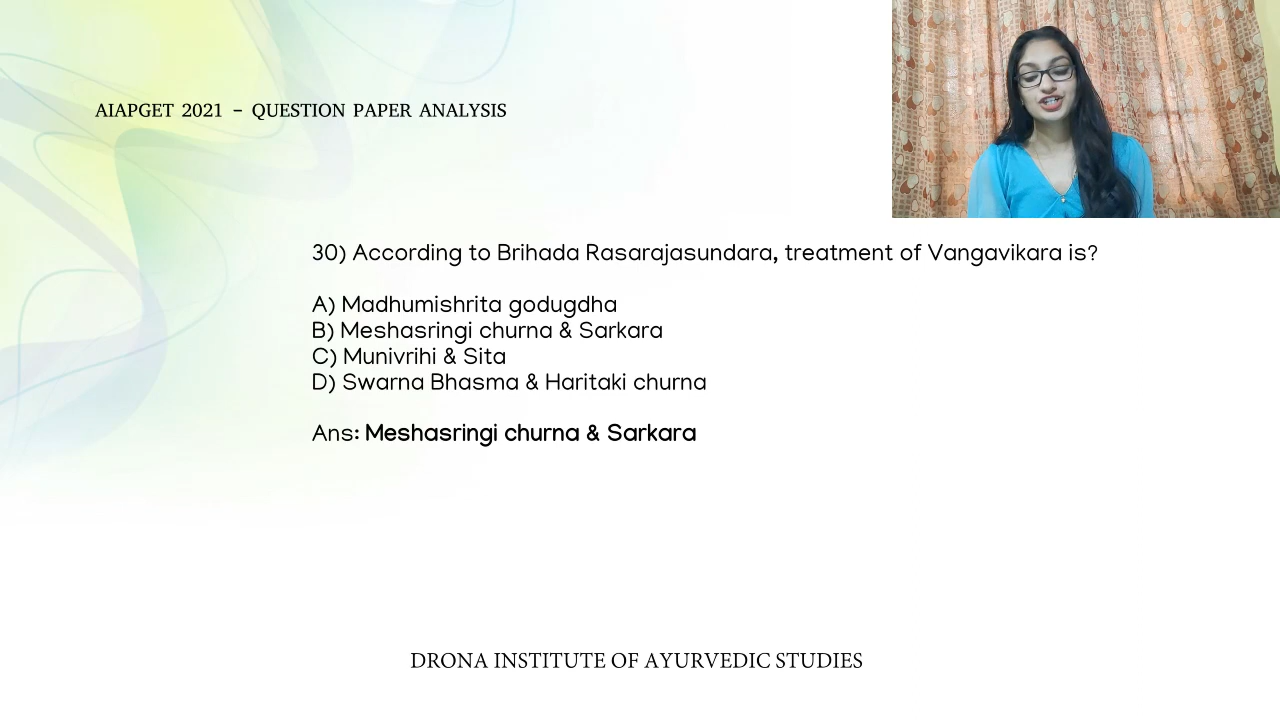 AIAPGET 2021 - QUESTION PAPER ANALYSIS
30) According to Brihada Rasarajasundara, treatment of Vangavikara is?
A) Madhumishrita godugdha
B) Meshasringi churna & Sarkara
C) Munivrihi & Sita
D) Swarna Bhasma & Haritaki churna
Ans: Meshasringi churna & Sarkara
DRONA INSTITUTE OF AYURVEDIC STUDIES